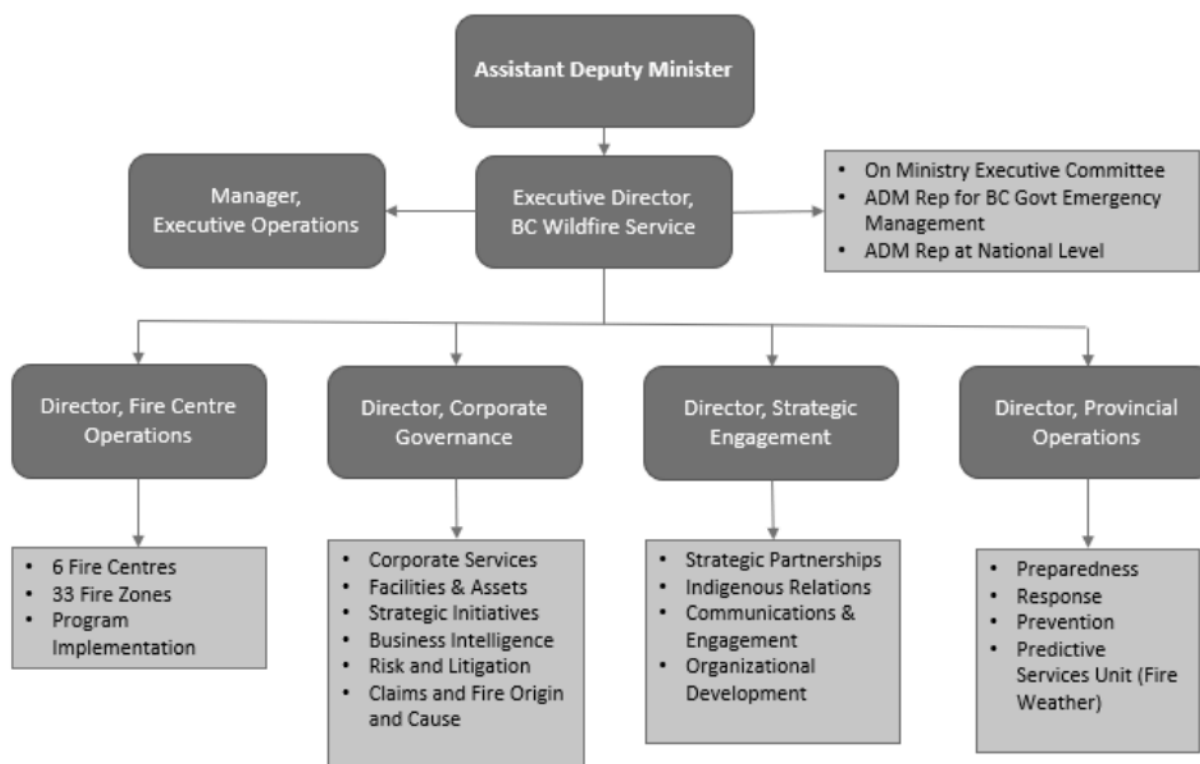 Assistant Deputy Minister
Manager,
Executive Operations
Executive Director,
BC Wildfire Service
• On Ministry Executive Committee
• ADM Rep for BC Govt Emergency
Management
• ADM Rep at National Level
Director, Fire Centre
Operations
Director, Corporate
Governance
Director, Strategic
Engagement
Director, Provincial
Operations
• 6 Fire Centres
• 33 Fire Zones
• Program
Implementation
• Corporate Services
• Facilities & Assets
• Strategic Initiatives
• Business Intelligence
• Risk and Litigation
• Claims and Fire Origin
and Cause
• Strategic Partnerships
• Indigenous Relations
• Communications &
Engagement
• Organizational
Development
• Preparedness
• Response
• Prevention
• Predictive
Services Unit (Fire
Weather)